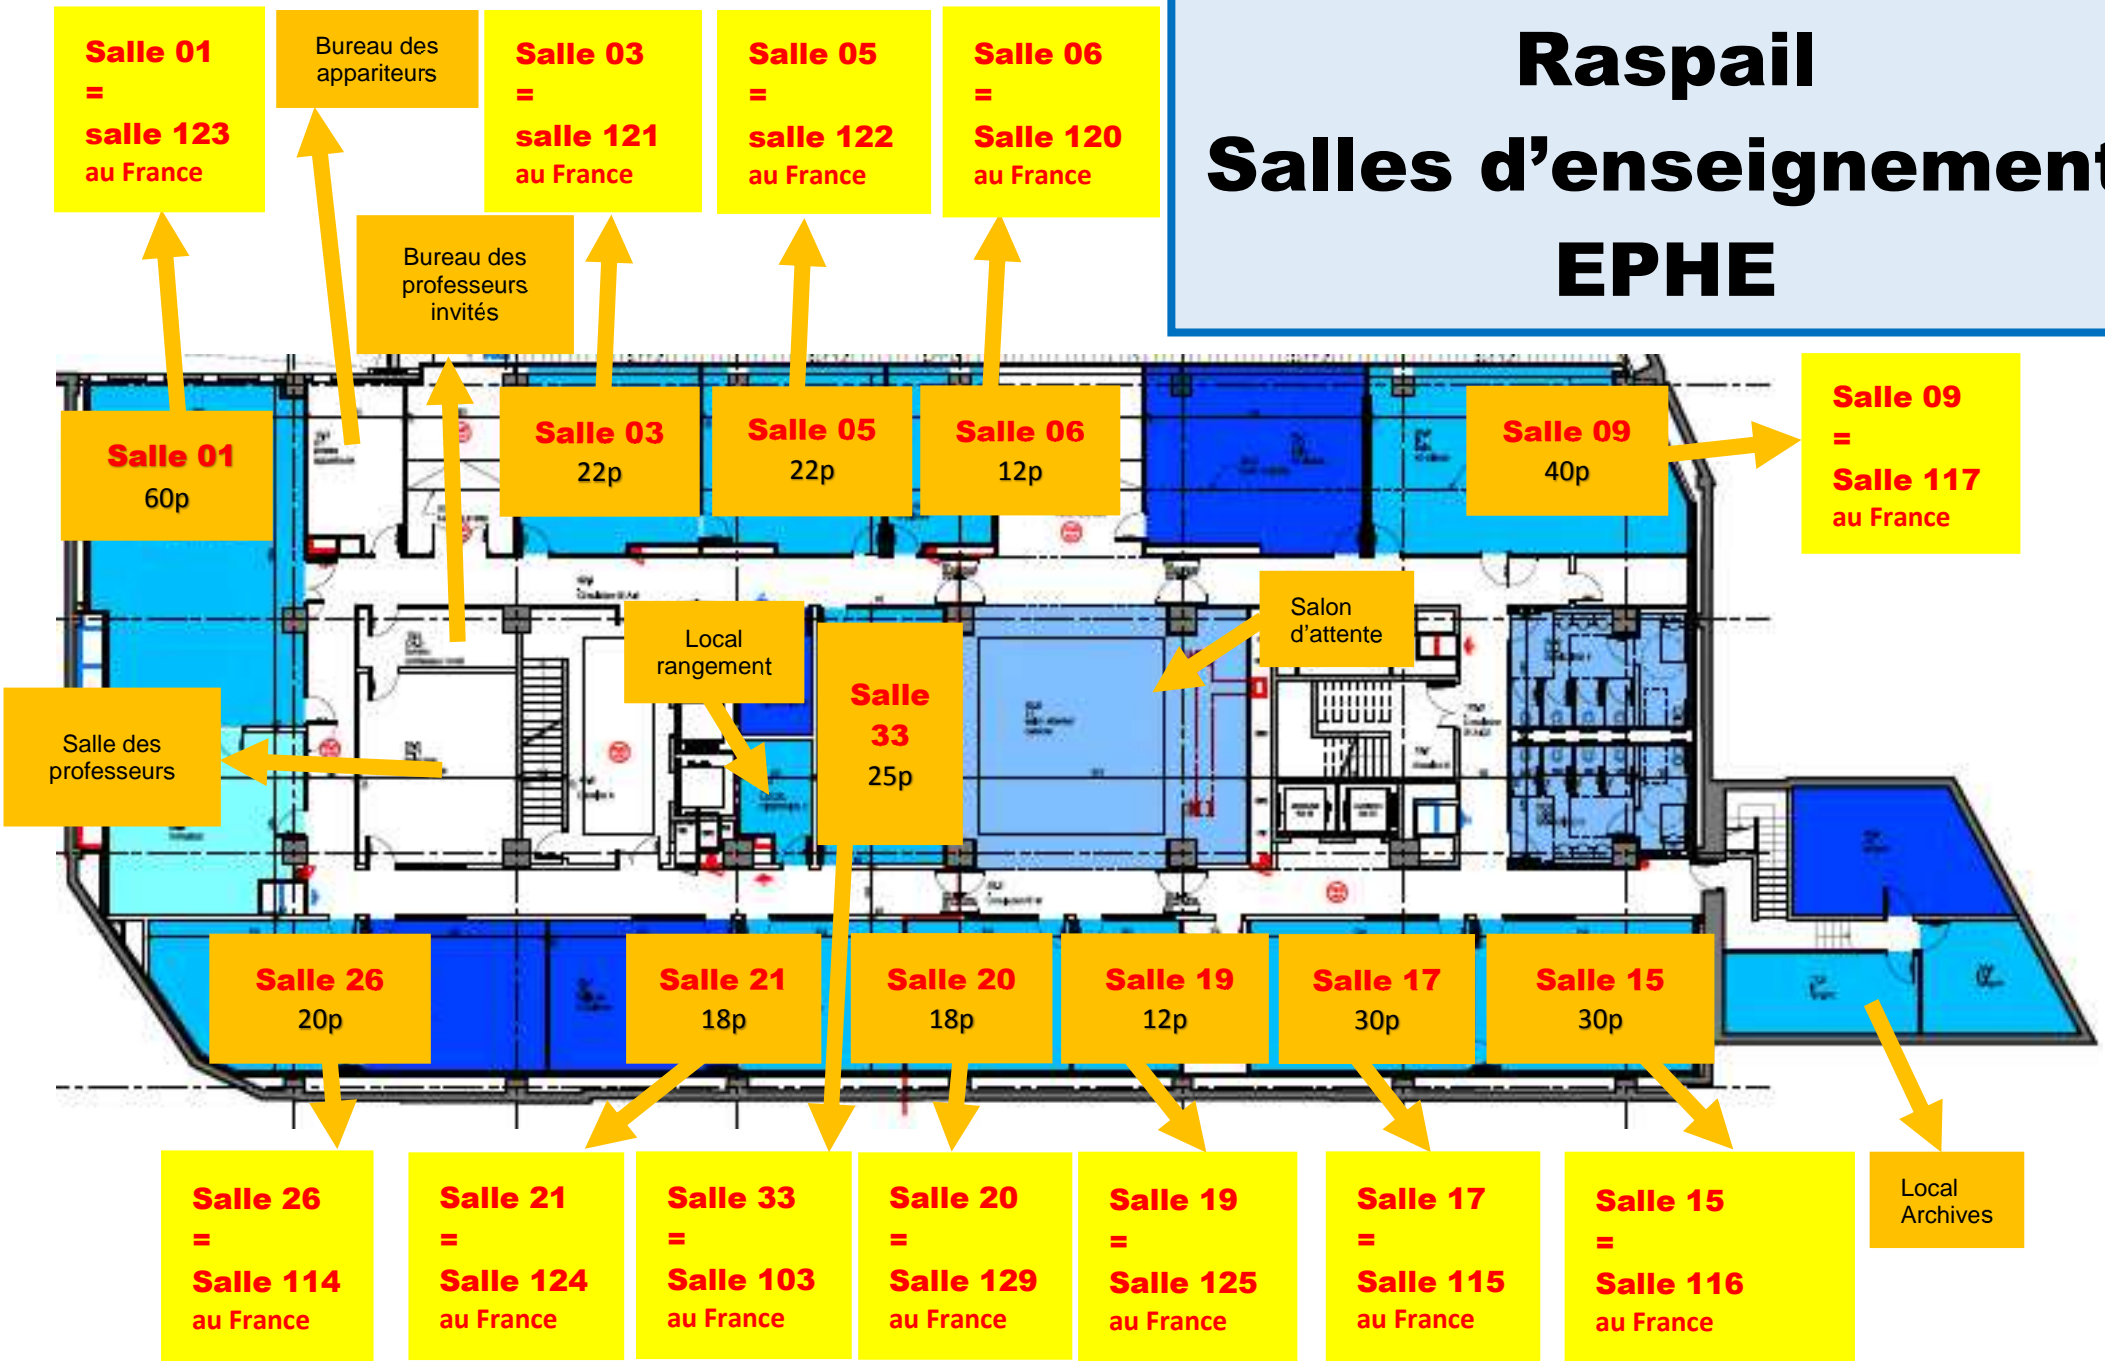 Raspail
Salles d’enseignement
EPHE
Salle 01
=
salle 123
au France
Bureau des
appariteurs
Salle 03
=
salle 121
au France
Salle 05
=
salle 122
au France
Salle 06
=
Salle 120
au France
Bureau des
professeurs
invités
Salle 01
60p
Salle 03
22p
Salle 05
22p
Salle 06
12p
Salle 09
40p
Salle 09
=
Salle 117
au France
Local
rangement
Salon
d’attente
Salle
33
25p
Salle des
professeurs
Salle 26
20p
Salle 21
18p
Salle 20
18p
Salle 19
12p
Salle 17
30p
Salle 15
30p
Salle 26
=
Salle 114
au France
Salle 21
=
Salle 124
au France
Salle 33
=
Salle 103
au France
Salle 20
=
Salle 129
au France
Salle 19
=
Salle 125
au France
Salle 17
=
Salle 115
au France
Salle 15
=
Salle 116
au France
Local
Archives